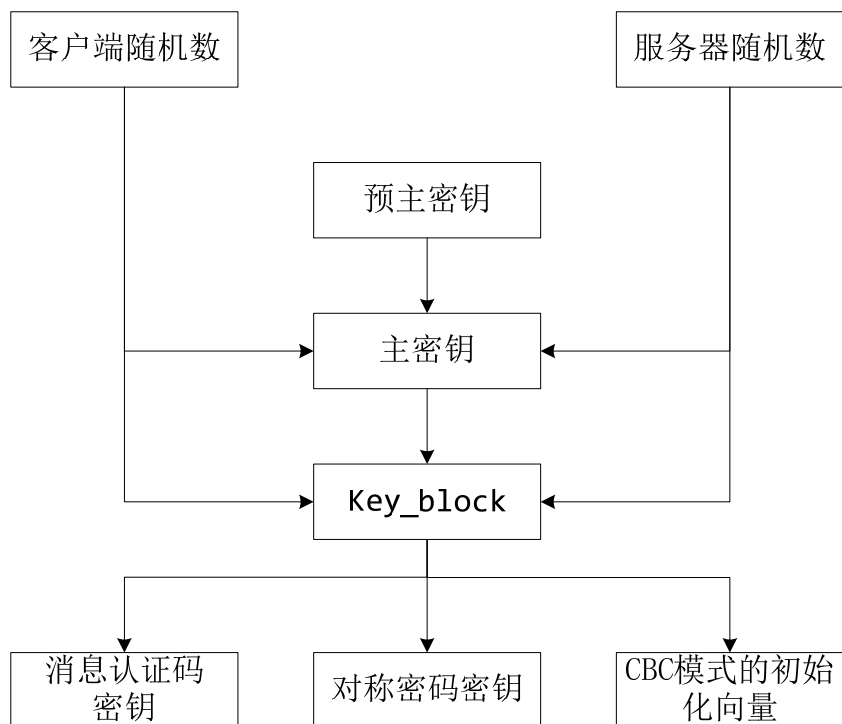 客户端随机数
服务器随机数
预主密钥
主密钥
Key_block
消息认证码
密钥
对称密码密钥
CBC模式的初始
化向量